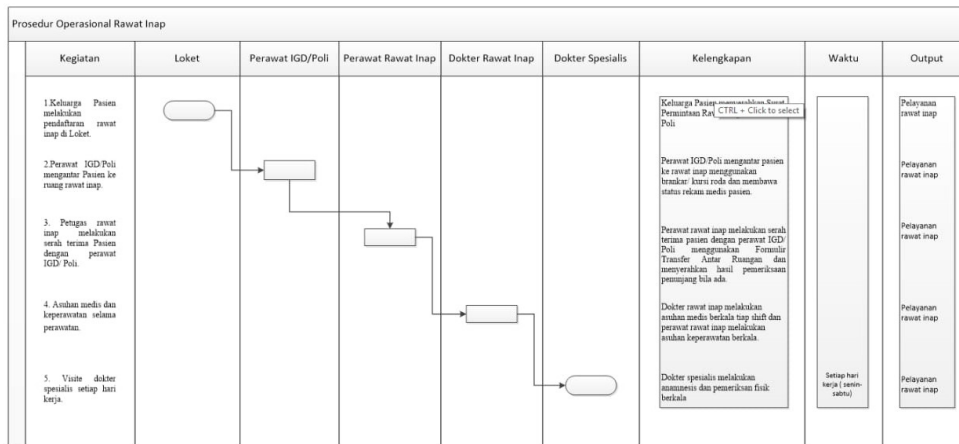 Prosedur Operasional Rawat Inap
Kegiatan
Loket
Perawat IGD/Poli
Perawat Rawat Inap
Dokter Rawat Inap
Dokter Spesialis
Kelengkapan
Waktu
Output
1.Keluarga Pasien
melakukan
pendaftaran rawat
inap di Loket.
Keluarga Pasien menyerahkan Surat
CTRL + Click to select
Permintaan
Poli
Pelayanan
rawat inap
2.Perawat IGD/Poli
mengantar Pasien ke
ruang rawat inap.
Perawat IGD/Poli mengantar pasien
ke rawat inap menggunakan
brankar/ kursi roda dan membawa
status rekam medis pasien.
Pelayanan
rawat inap
3. Petugas rawat
inap melakukan
serah terima Pasien
dengan perawat
IGD/ Poli.
Perawat rawat inap melakukan serah
terima pasien dengan perawat IGD/
Poli menggunakan Formulir
Transfer Antar Ruangan dan
menyerahkan hasil pemeriksaan
penunjang bila ada.
Pelayanan
rawat inap
4. Asuhan medis dan
keperawatan selama
perawatan.
Dokter rawat inap melakukan
asuhan medis berkala tiap shift dan
perawat rawat inap melakukan
asuhan keperawatan berkala.
Pelayanan
rawat inap
5. Visite dokter
spesialis setiap hari
kerja.
Dokter spesialis melakukan
anamnesis dan pemeriksan fisik
berkala
Setiap hari
kerja ( senin-
sabtu)
Pelayanan
rawat inap